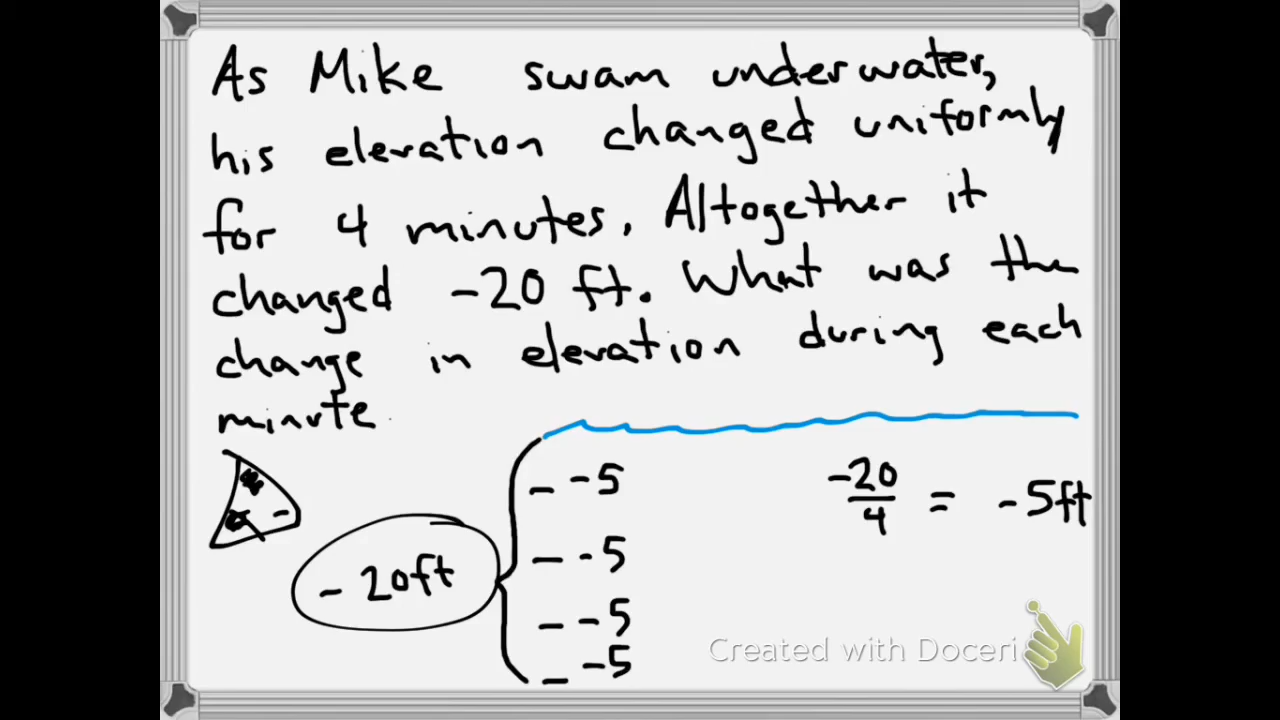 As Mike swam underwater,
his elevation changed uniformly
for 4 minutes. Altogether it
changed -20 ft. What was the
change in elevation during each
minute
- -5
-20/4 = -5ft
- -5
- 20ft
- -5
- -5
Created with Doceri